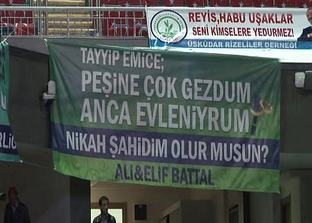 REYİS, HABU UŞAKLAR
SENİ KİMSELERE YEDURMEZ!
ÜSKÜDAR RİZELİLER DERNEĞİ
TAYYİP EMİCE;
PEŞİNE ÇOK GEZDUM
ANCA EVLENİYRUM
NİKAH ŞAHİDİM OLUR MUSUN?
ALİ&ELİF BATTAL